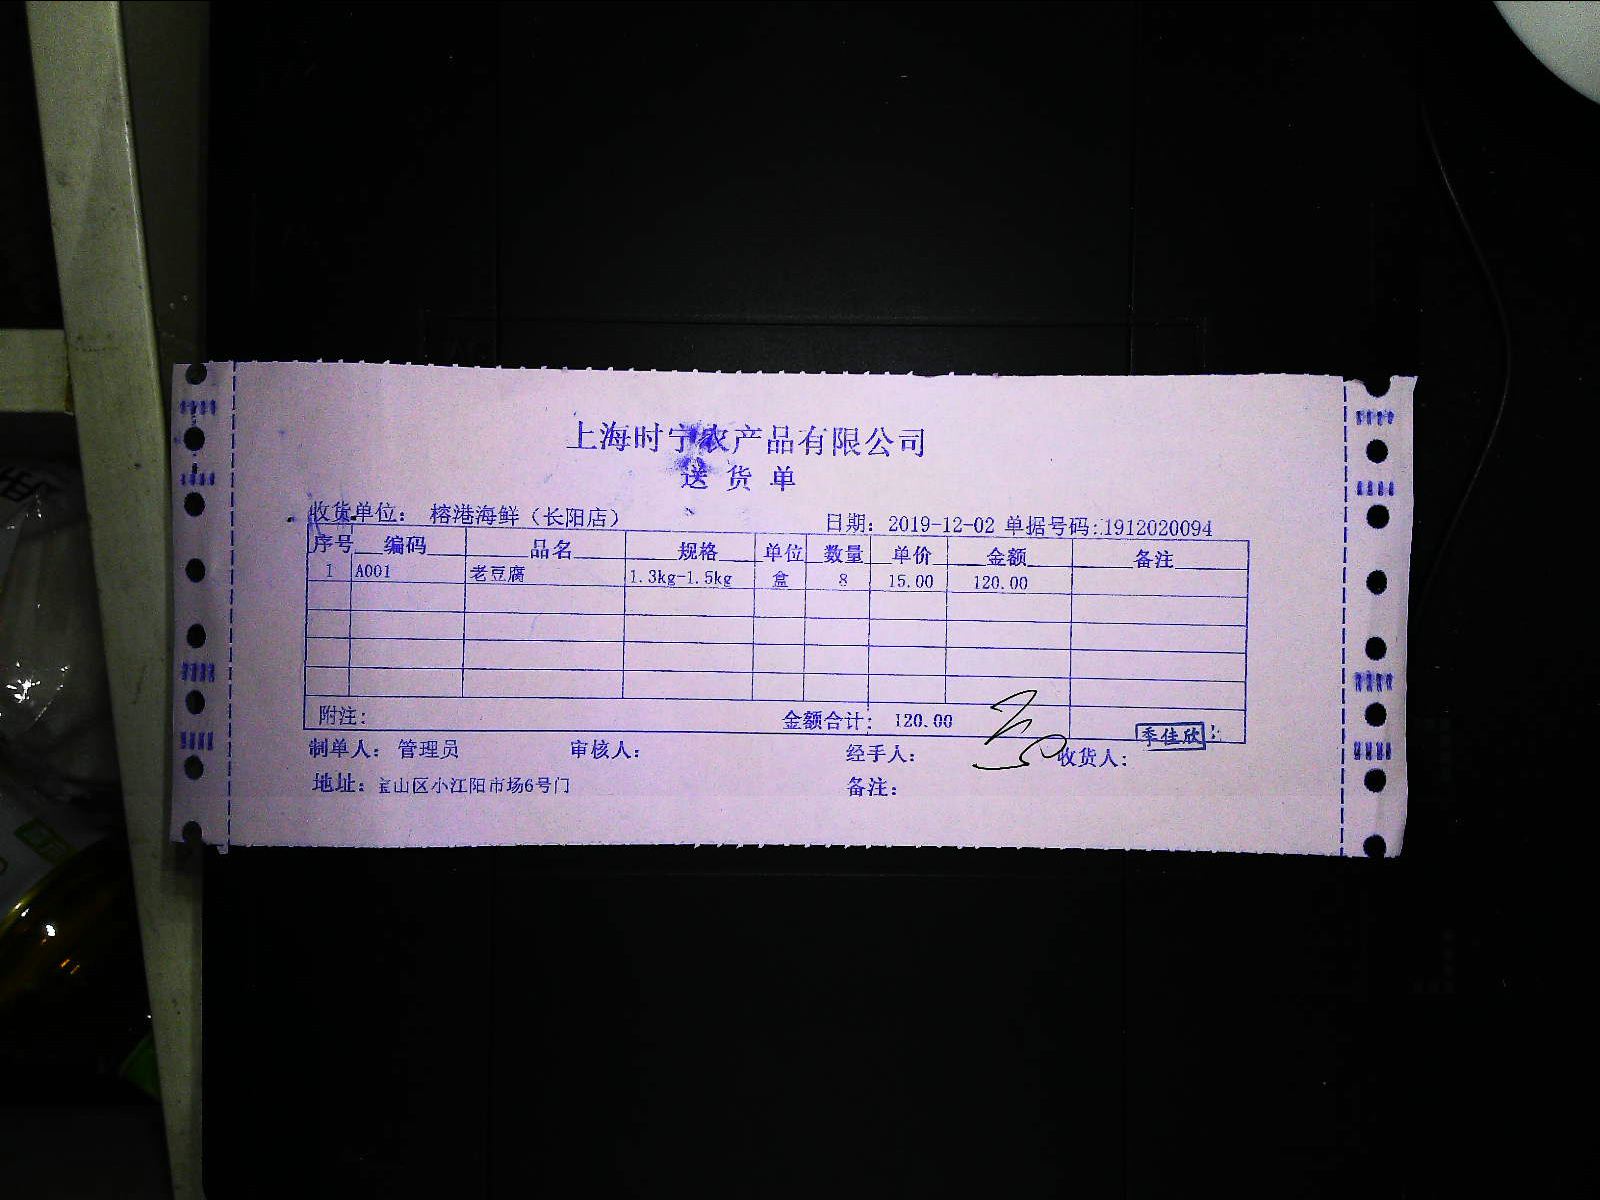 上海时宁农产品有限公司
送货单
收货单位： 榕港海鲜（长阳店） 日期：2019-12-02 单据号码：1912020094
序号 编码 品名 规格 单位 数量 单价 金额 备注
1 A001 老豆腐 1.3kg-1.5kg 盒 8 15.00 120.00
附注： 金额合计： 120.00
季佳欣
制单人： 管理员 审核人： 经手人： 收货人：
地址：宝山区小江阳市场6号门 备注：